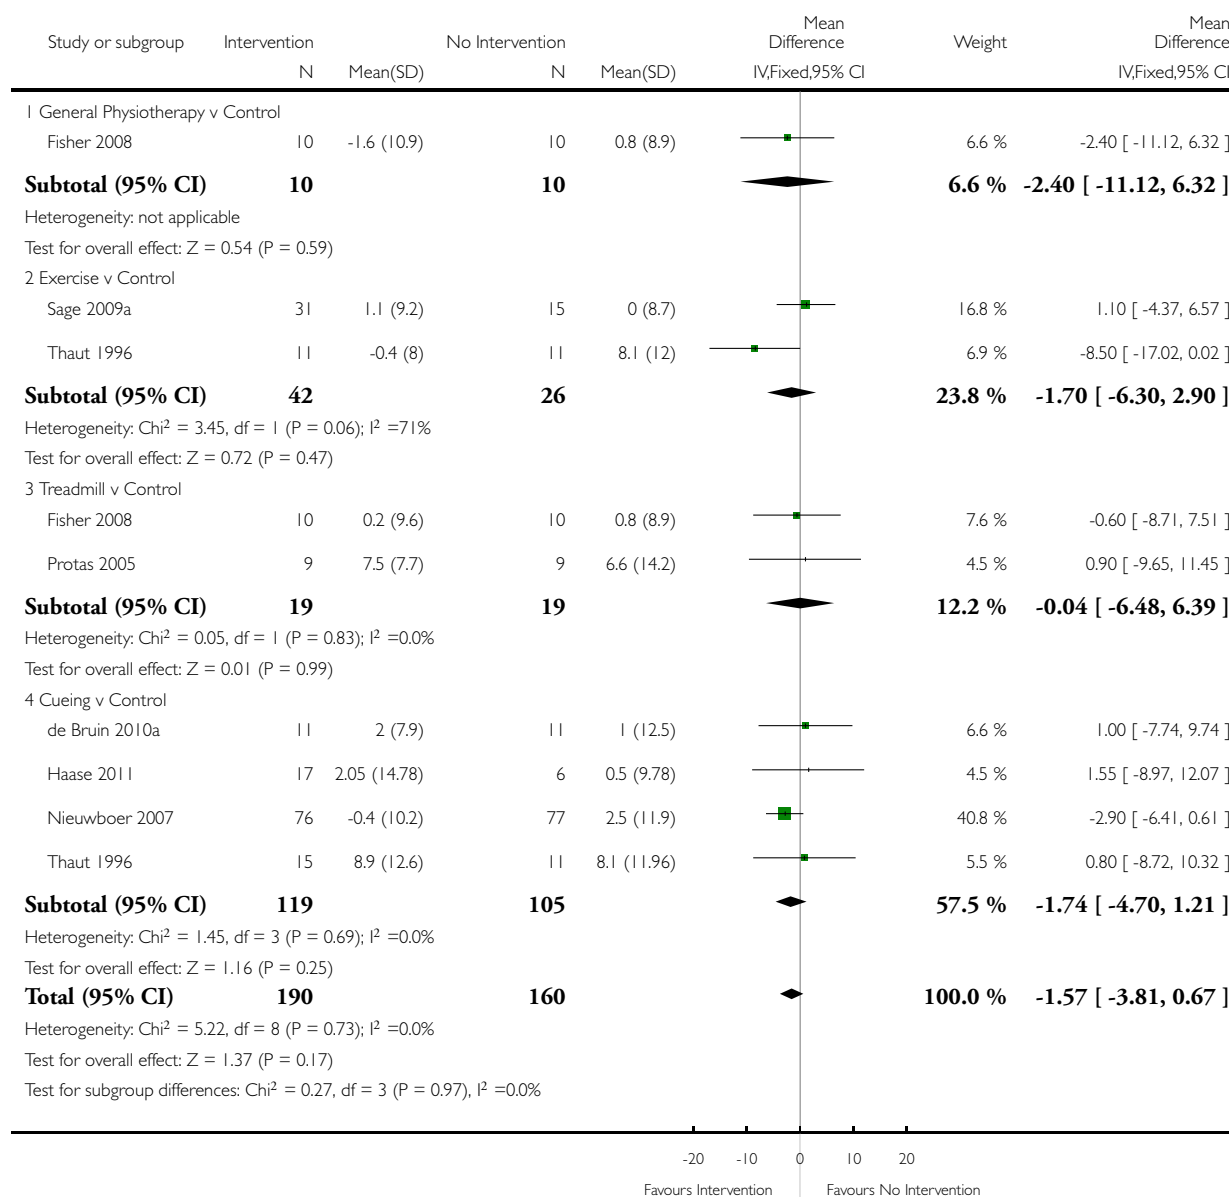 Study or subgroup Intervention No Intervention Mean Difference Weight Mean Difference
N Mean(SD) N Mean(SD) IV,Fixed,95% CI IV,Fixed,95% CI
1 General Physiotherapy v Control
Fisher 2008 10 -1.6 (10.9) 10 0.8 (8.9) 6.6 % -2.40 [ -11.12, 6.32 ]
Subtotal (95% CI) 10 10 6.6 % -2.40 [ -11.12, 6.32 ]
Heterogeneity: not applicable
Test for overall effect: Z = 0.54 (P = 0.59)
2 Exercise v Control
Sage 2009a 31 1.1 (9.2) 15 0 (8.7) 16.8 % 1.10 [ -4.37, 6.57 ]
Thaut 1996 11 -0.4 (8) 11 8.1 (12) 6.9 % -8.50 [ -17.02, 0.02 ]
Subtotal (95% CI) 42 26 23.8 % -1.70 [ -6.30, 2.90 ]
Heterogeneity: Chi² = 3.45, df = 1 (P = 0.06); I² =71%
Test for overall effect: Z = 0.72 (P = 0.47)
3 Treadmill v Control
Fisher 2008 10 0.2 (9.6) 10 0.8 (8.9) 7.6 % -0.60 [ -8.71, 7.51 ]
Protas 2005 9 7.5 (7.7) 9 6.6 (14.2) 4.5 % 0.90 [ -9.65, 11.45 ]
Subtotal (95% CI) 19 19 12.2 % -0.04 [ -6.48, 6.39 ]
Heterogeneity: Chi² = 0.05, df = 1 (P = 0.83); I² =0.0%
Test for overall effect: Z = 0.01 (P = 0.99)
4 Cueing v Control
de Bruin 2010a 11 2 (7.9) 11 1 (12.5) 6.6 % 1.00 [ -7.74, 9.74 ]
Haase 2011 17 2.05 (14.78) 6 0.5 (9.78) 4.5 % 1.55 [ -8.97, 12.07 ]
Nieuwboer 2007 76 -0.4 (10.2) 77 2.5 (11.9) 40.8 % -2.90 [ -6.41, 0.61 ]
Thaut 1996 15 8.9 (12.6) 11 8.1 (11.96) 5.5 % 0.80 [ -8.72, 10.32 ]
Subtotal (95% CI) 119 105 57.5 % -1.74 [ -4.70, 1.21 ]
Heterogeneity: Chi² = 1.45, df = 3 (P = 0.69); I² =0.0%
Test for overall effect: Z = 1.16 (P = 0.25)
Total (95% CI) 190 160 100.0 % -1.57 [ -3.81, 0.67 ]
Heterogeneity: Chi² = 5.22, df = 8 (P = 0.73); I² =0.0%
Test for overall effect: Z = 1.37 (P = 0.17)
Test for subgroup differences: Chi² = 0.27, df = 3 (P = 0.97), I² =0.0%
-20 -10 0 10 20
Favours Intervention Favours No Intervention